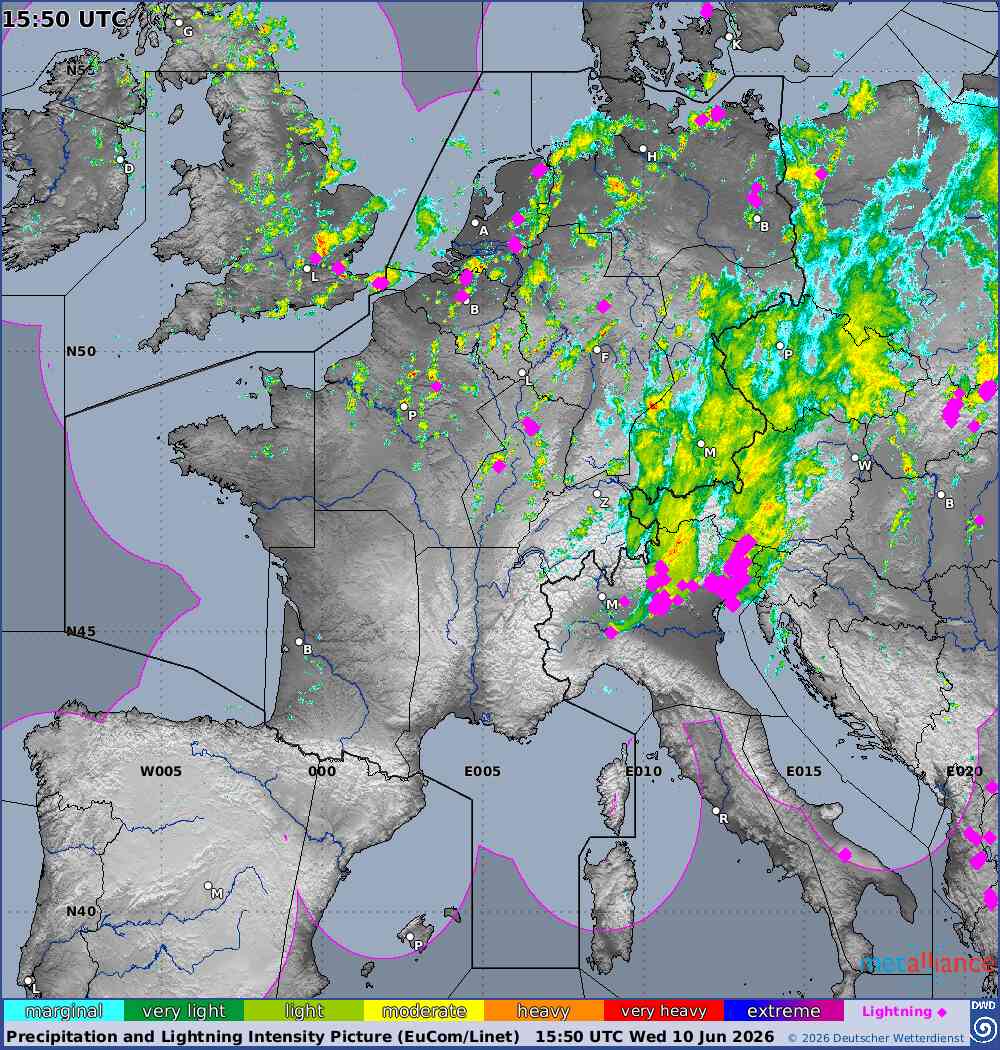 15:50 UTC
G
K
N55
H
D
A
B
L
B
N50
F
P
L
P
M
W
Z
B
M
N45
B
W005
000
E005
E010
E015
E020
R
M
N40
P
L
metalliance
marginal very light light moderate heavy very heavy extreme Lightning
DWD
Precipitation and Lightning Intensity Picture (EuCom/Linet) 15:50 UTC Wed 10 Jun 2026 © 2026 Deutscher Wetterdienst